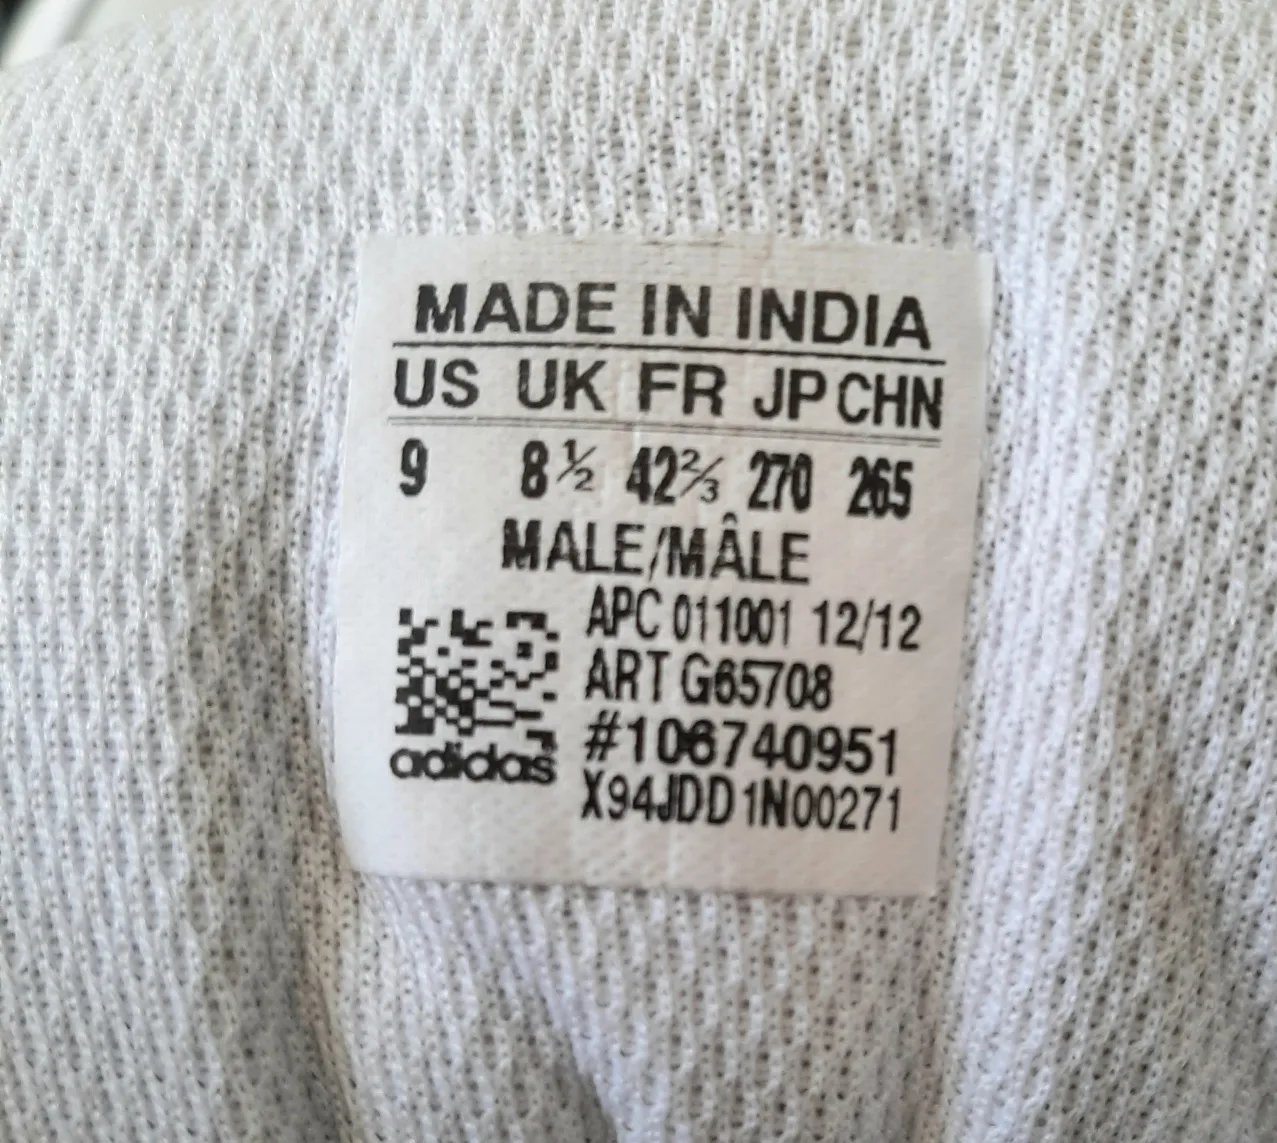 MADE IN INDIA
US UK FR JP CHN
9 8½ 42⅔ 270 265
MALE/MÂLE
APC 011001 12/12
ART G65708
#106740951
X94JDD1N00271
adidas